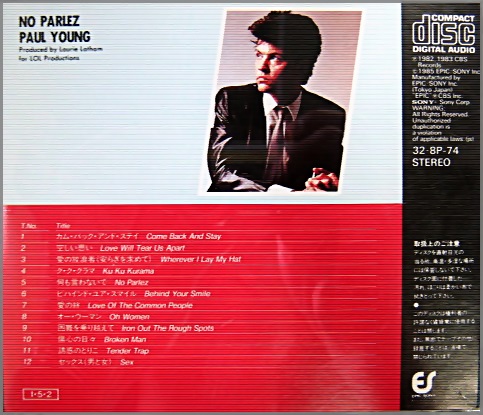 NO PARLEZ
PAUL YOUNG
Produced by Laurie Latham
for LOL Productions
COMPACT
disc
DIGITAL AUDIO
℗1982, 1983 CBS
Records
©1985 EPIC/SONY Inc.
Manufactured by
EPIC/SONY Inc.
(Tokyo Japan)
"EPIC" ®CBS Inc.
SONY® Sony Corp.
WARNING:
All Rights Reserved.
Unauthorized
duplication is
a violation
of applicable laws.
32·8P-74
STEREO
T.No. Title
1 カム・バック・アンド・ステイ Come Back And Stay
2 空しい想い Love Will Tear Us Apart
3 愛の放浪者(安らぎを求めて) Wherever I Lay My Hat
4 ク・ク・クラマ Ku Ku Kurama
5 何も言わないで No Parlez
6 ビハインド・ユア・スマイル Behind Your Smile
7 愛の絆 Love Of The Common People
8 オー・ウーマン Oh Women
9 困難を乗り越えて Iron Out The Rough Spots
10 傷心の日々 Broken Man
11 誘惑のとりこ Tender Trap
12 セックス(男と女) Sex
1·5·2
取扱上のご注意
ES
EPIC/SONY